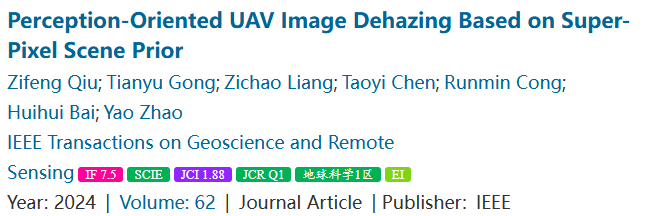 Perception-Oriented UAV Image Dehazing Based on Super-
Pixel Scene Prior
Zifeng Qiu; Tianyu Gong; Zichao Liang; Taoyi Chen; Runmin Cong;
Huihui Bai; Yao Zhao
IEEE Transactions on Geoscience and Remote
Sensing IF 7.5 SCIE JCI 1.88 JCR Q1 地球科学1区 EI
Year: 2024 | Volume: 62 | Journal Article | Publisher: IEEE